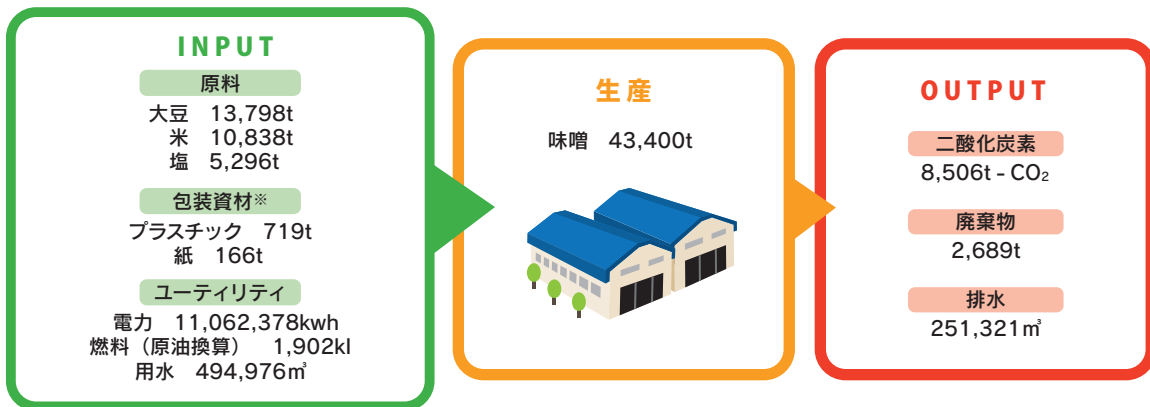 INPUT
原料
大豆 13,798t
米 10,838t
塩 5,296t
包装資材※
プラスチック 719t
紙 166t
ユーティリティ
電力 11,062,378kwh
燃料（原油換算） 1,902kl
用水 494,976㎥
生産
味噌 43,400t
OUTPUT
二酸化炭素
8,506t - CO₂
廃棄物
2,689t
排水
251,321㎥